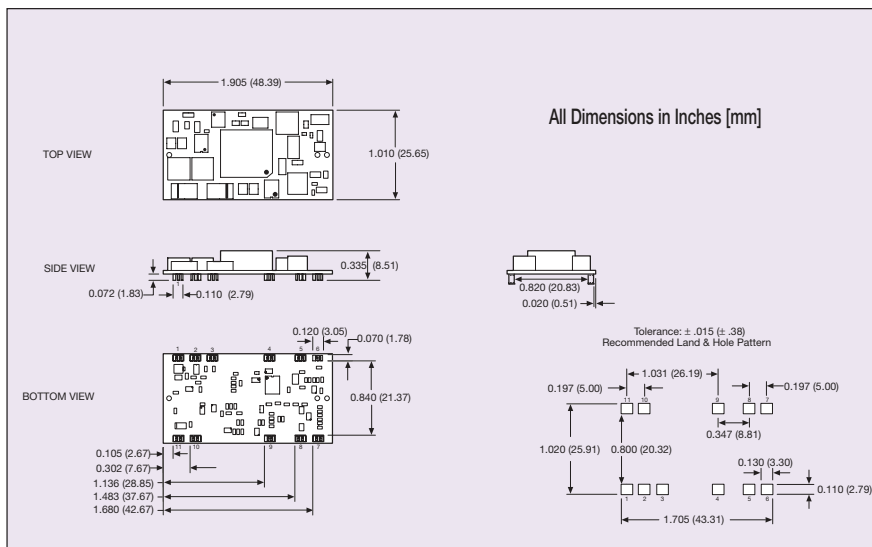 1.905 (48.39)
All Dimensions in Inches [mm]
TOP VIEW
1.010 (25.65)
SIDE VIEW
0.335 (8.51)
0.072 (1.83)
1
0.110 (2.79)
0.820 (20.83)
0.020 (0.51)
Tolerance: ± .015 (± .38)
Recommended Land & Hole Pattern
0.120 (3.05)
0.070 (1.78)
1 2 3 4 5 6
BOTTOM VIEW
0.840 (21.37)
11 10 9 8 7
0.105 (2.67)
0.302 (7.67)
1.136 (28.85)
1.483 (37.67)
1.680 (42.67)
1.031 (26.19)
0.197 (5.00)
0.197 (5.00)
11 10 9 8 7
0.347 (8.81)
1.020 (25.91)
0.800 (20.32)
0.130 (3.30)
0.110 (2.79)
1 2 3 4 5 6
1.705 (43.31)